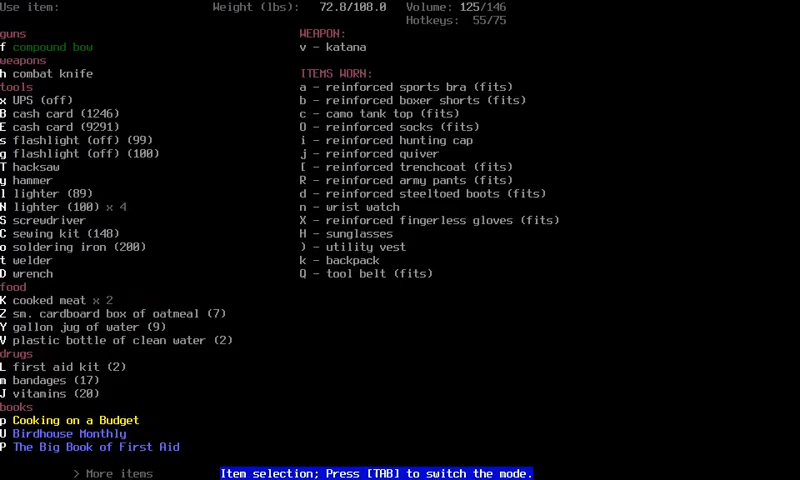 Use item: Weight (lbs): 72.8/108.0 Volume: 125/146
Hotkeys: 55/75
guns
f compound bow
weapons
h combat knife
tools
x UPS (off)
B cash card (1246)
E cash card (9291)
s flashlight (off) (99)
g flashlight (off) (100)
T hacksaw
y hammer
l lighter (89)
N lighter (100) x 4
S screwdriver
C sewing kit (148)
o soldering iron (200)
t welder
D wrench
food
K cooked meat x 2
Z sm. cardboard box of oatmeal (7)
Y gallon jug of water (9)
V plastic bottle of clean water (2)
drugs
L first aid kit (2)
m bandages (17)
J vitamins (20)
books
p Cooking on a Budget
U Birdhouse Monthly
P The Big Book of First Aid
WEAPON:
v - katana
ITEMS WORN:
a - reinforced sports bra (fits)
b - reinforced boxer shorts (fits)
c - camo tank top (fits)
O - reinforced socks (fits)
i - reinforced hunting cap
j - reinforced quiver
[ - reinforced trenchcoat (fits)
R - reinforced army pants (fits)
d - reinforced steeltoed boots (fits)
n - wrist watch
X - reinforced fingerless gloves (fits)
H - sunglasses
) - utility vest
k - backpack
Q - tool belt (fits)
> More items
Item selection; Press [TAB] to switch the mode.